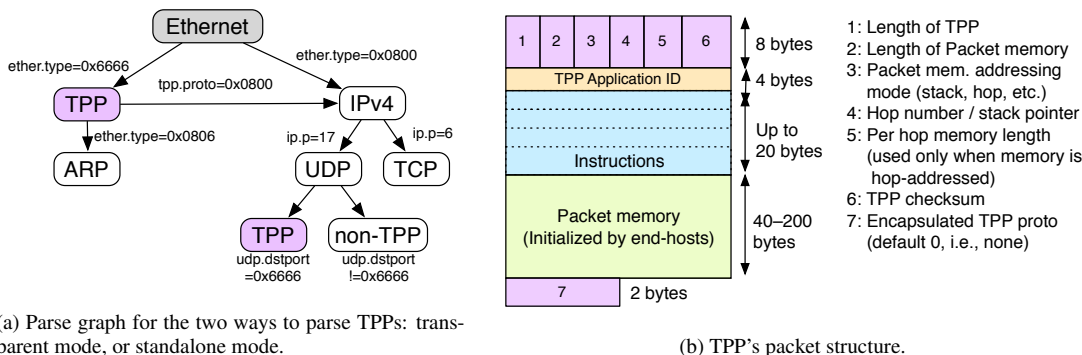 Ethernet
ether.type=0x6666
ether.type=0x0800
tpp.proto=0x0800
TPP
IPv4
ether.type=0x0806
ip.p=17
ip.p=6
ARP
UDP
TCP
TPP
non-TPP
udp.dstport
=0x6666
udp.dstport
!=0x6666
(a) Parse graph for the two ways to parse TPPs: trans-
parent mode, or standalone mode.
1 2 3 4 5 6
8 bytes
TPP Application ID
4 bytes
Instructions
Up to
20 bytes
Packet memory
(Initialized by end-hosts)
40–200
bytes
7
2 bytes
1: Length of TPP
2: Length of Packet memory
3: Packet mem. addressing
mode (stack, hop, etc.)
4: Hop number / stack pointer
5: Per hop memory length
(used only when memory is
hop-addressed)
6: TPP checksum
7: Encapsulated TPP proto
(default 0, i.e., none)
(b) TPP's packet structure.